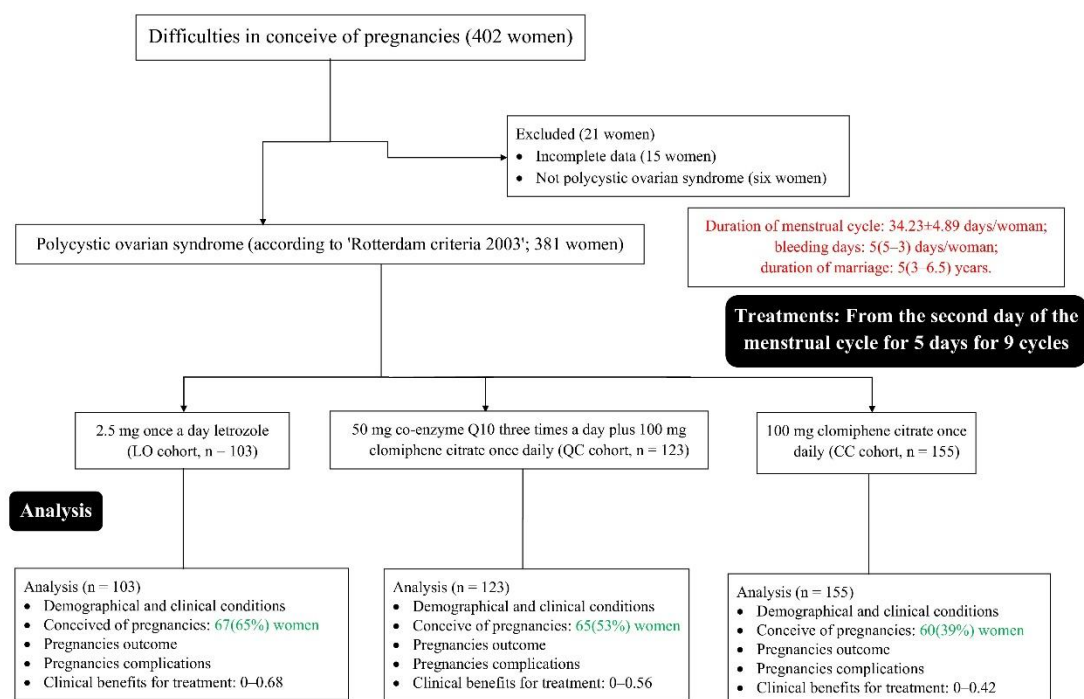 Difficulties in conceive of pregnancies (402 women)
Excluded (21 women)
• Incomplete data (15 women)
• Not polycystic ovarian syndrome (six women)
Polycystic ovarian syndrome (according to 'Rotterdam criteria 2003'; 381 women)
Duration of menstrual cycle: 34.23±4.89 days/woman;
bleeding days: 5(5–3) days/woman;
duration of marriage: 5(3–6.5) years.
Treatments: From the second day of the
menstrual cycle for 5 days for 9 cycles
2.5 mg once a day letrozole
(LO cohort, n – 103)
50 mg co-enzyme Q10 three times a day plus 100 mg
clomiphene citrate once daily (QC cohort, n = 123)
100 mg clomiphene citrate once
daily (CC cohort, n = 155)
Analysis
Analysis (n = 103)
• Demographical and clinical conditions
• Conceived of pregnancies: 67(65%) women
• Pregnancies outcome
• Pregnancies complications
• Clinical benefits for treatment: 0–0.68
Analysis (n = 123)
• Demographical and clinical conditions
• Conceive of pregnancies: 65(53%) women
• Pregnancies outcome
• Pregnancies complications
• Clinical benefits for treatment: 0–0.56
Analysis (n = 155)
• Demographical and clinical conditions
• Conceive of pregnancies: 60(39%) women
• Pregnancies outcome
• Pregnancies complications
• Clinical benefits for treatment: 0–0.42